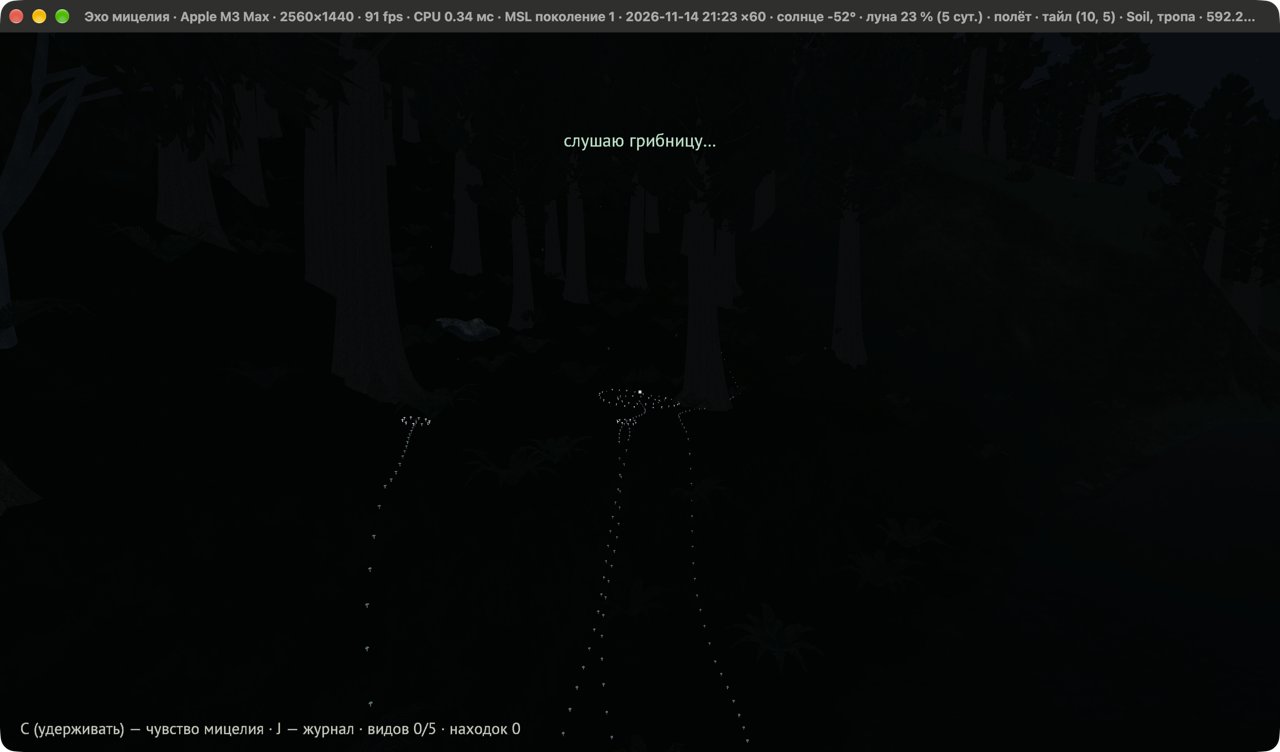 Эхо мицелия · Apple M3 Max · 2560×1440 · 91 fps · CPU 0.34 мс · MSL поколение 1 · 2026-11-14 21:23 ×60 · солнце -52° · луна 23 % (5 сут.) · полёт · тайл (10, 5) · Soil, тропа · 592.2...
слушаю грибницу...
C (удерживать) — чувство мицелия · J — журнал · видов 0/5 · находок 0